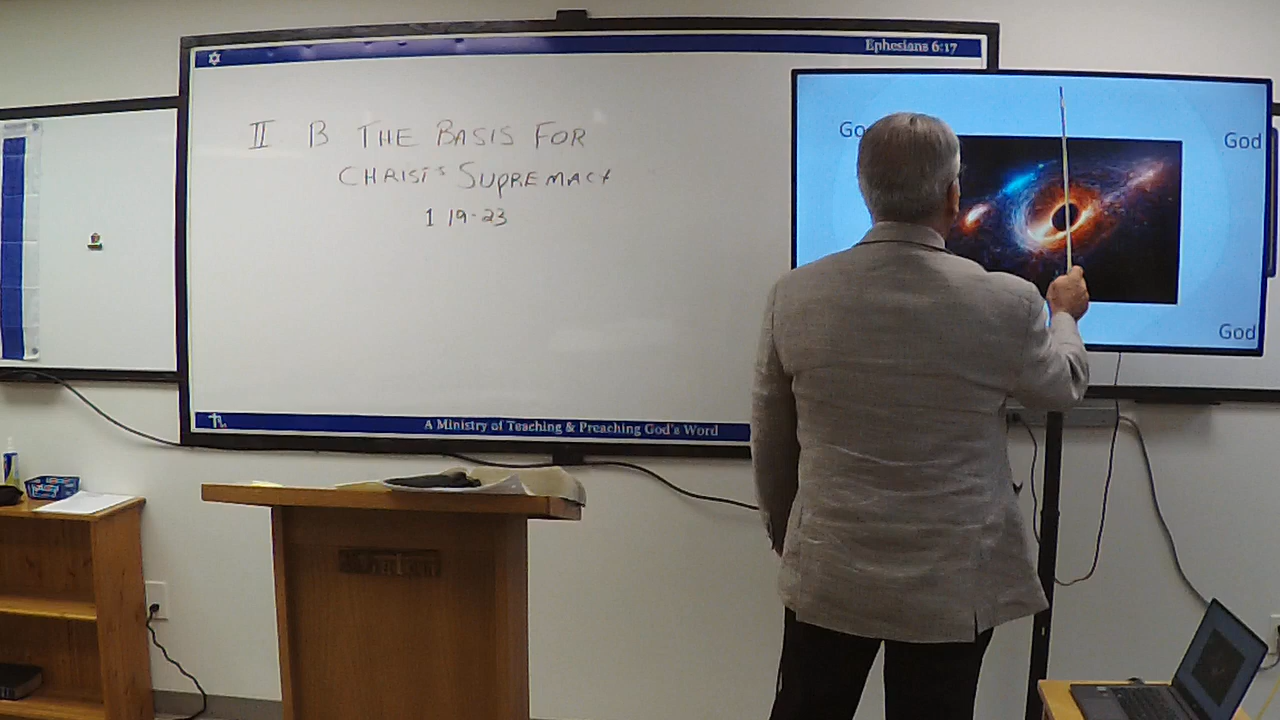 Ephesians 6:17
II B THE BASIS FOR
CHRIST'S SUPREMACY
1 19-23
God
God
A Ministry of Teaching & Preaching God's Word